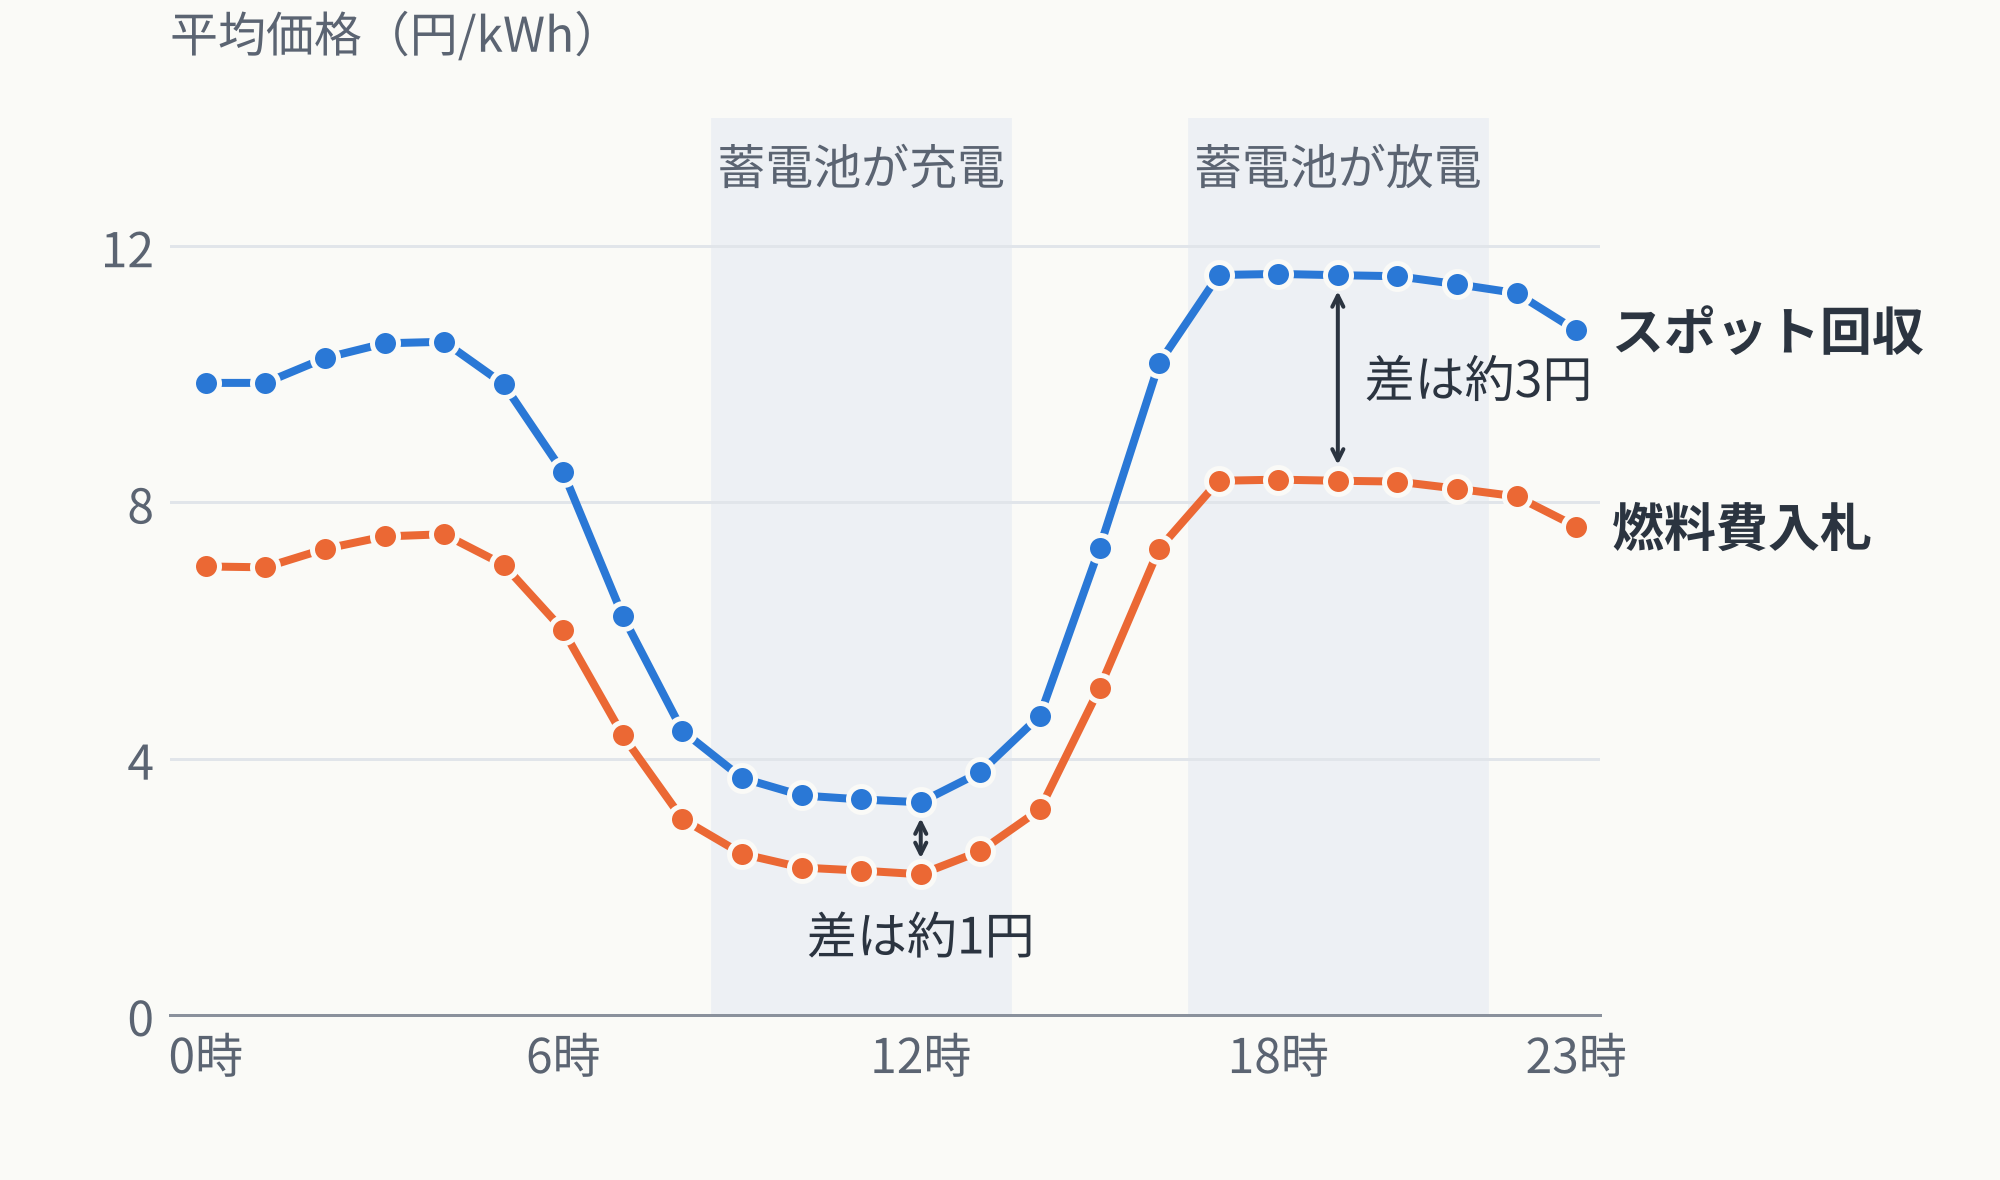 平均価格（円/kWh）
蓄電池が充電
蓄電池が放電
12
スポット回収
差は約3円
8
燃料費入札
4
差は約1円
0
0時
6時
12時
18時
23時